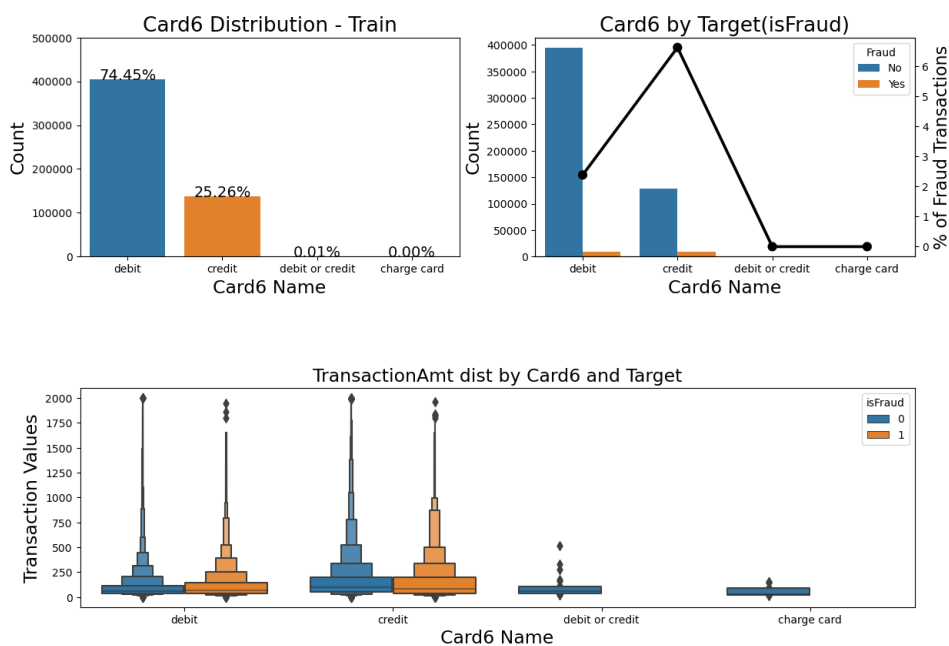 Card6 Distribution - Train
500000
400000
300000
200000
100000
0
Count
74.45%
25.26%
0.01%
0.00%
debit
credit
debit or credit
charge card
Card6 Name
Card6 by Target(isFraud)
400000
350000
300000
250000
200000
150000
100000
50000
0
Count
Fraud
No
Yes
6
5
4
3
2
1
0
% of Fraud Transactions
debit
credit
debit or credit
charge card
Card6 Name
TransactionAmt dist by Card6 and Target
2000
1750
1500
1250
1000
750
500
250
0
Transaction Values
isFraud
0
1
debit
credit
debit or credit
charge card
Card6 Name